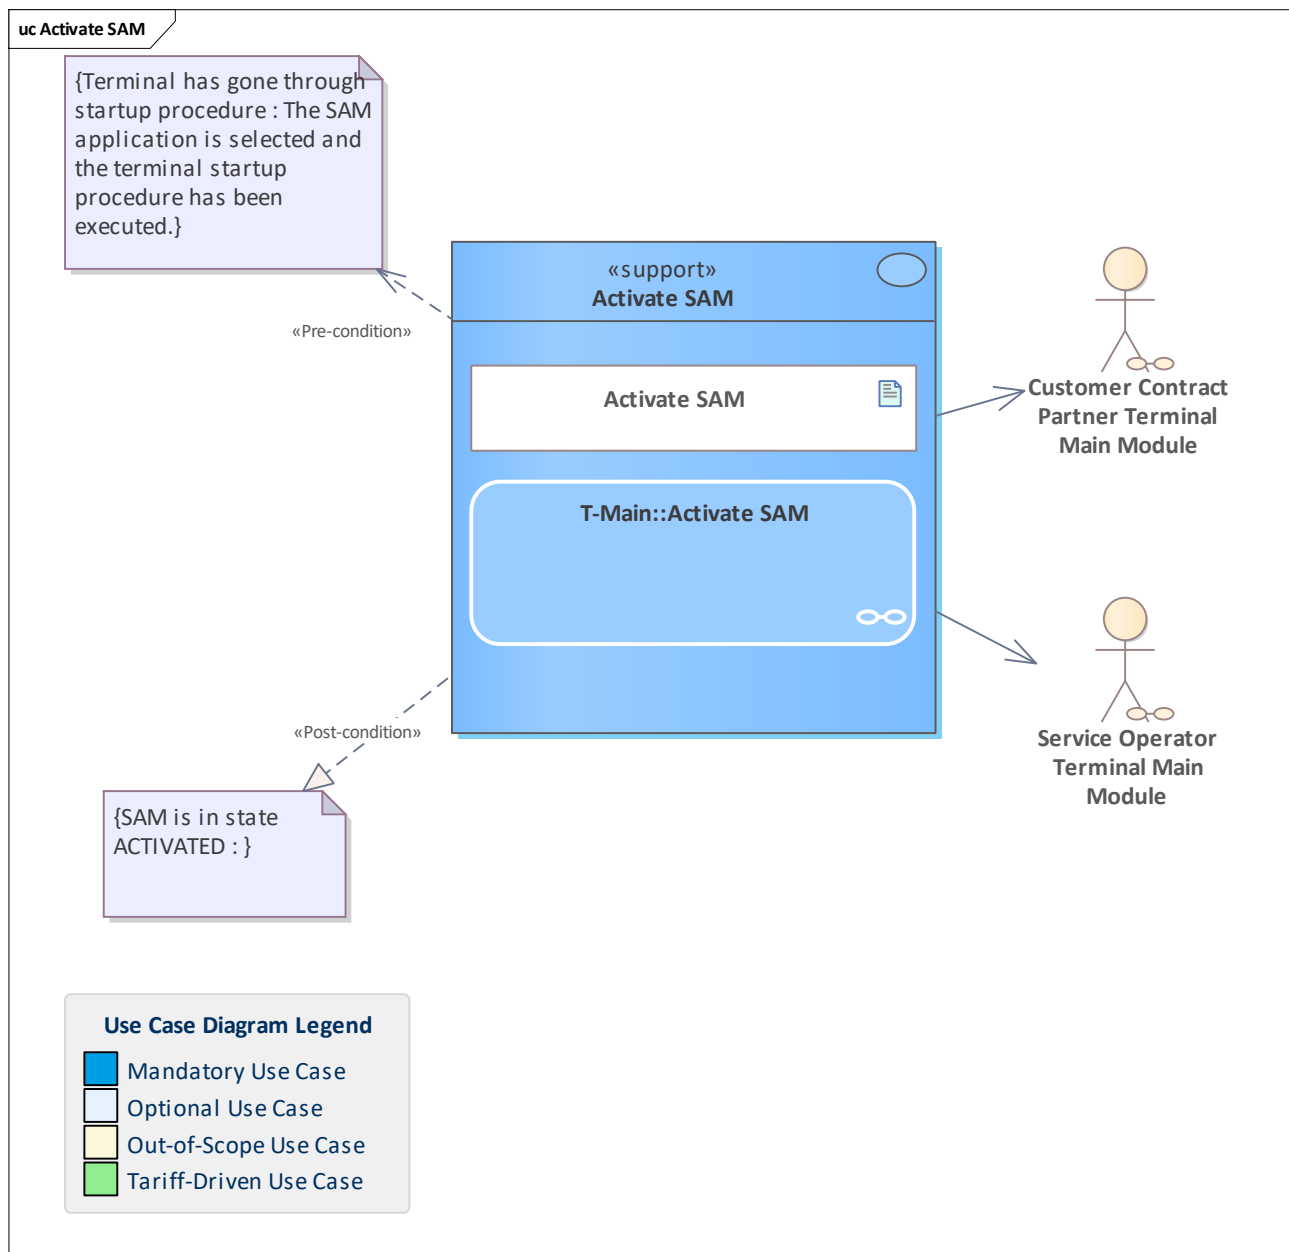 uc Activate SAM
{Terminal has gone through
startup procedure : The SAM
application is selected and
the terminal startup
procedure has been
executed.}
«support»
Activate SAM
«Pre-condition»
Activate SAM
Customer Contract
Partner Terminal
Main Module
T-Main::Activate SAM
«Post-condition»
Service Operator
Terminal Main
Module
{SAM is in state
ACTIVATED : }
Use Case Diagram Legend
Mandatory Use Case
Optional Use Case
Out-of-Scope Use Case
Tariff-Driven Use Case